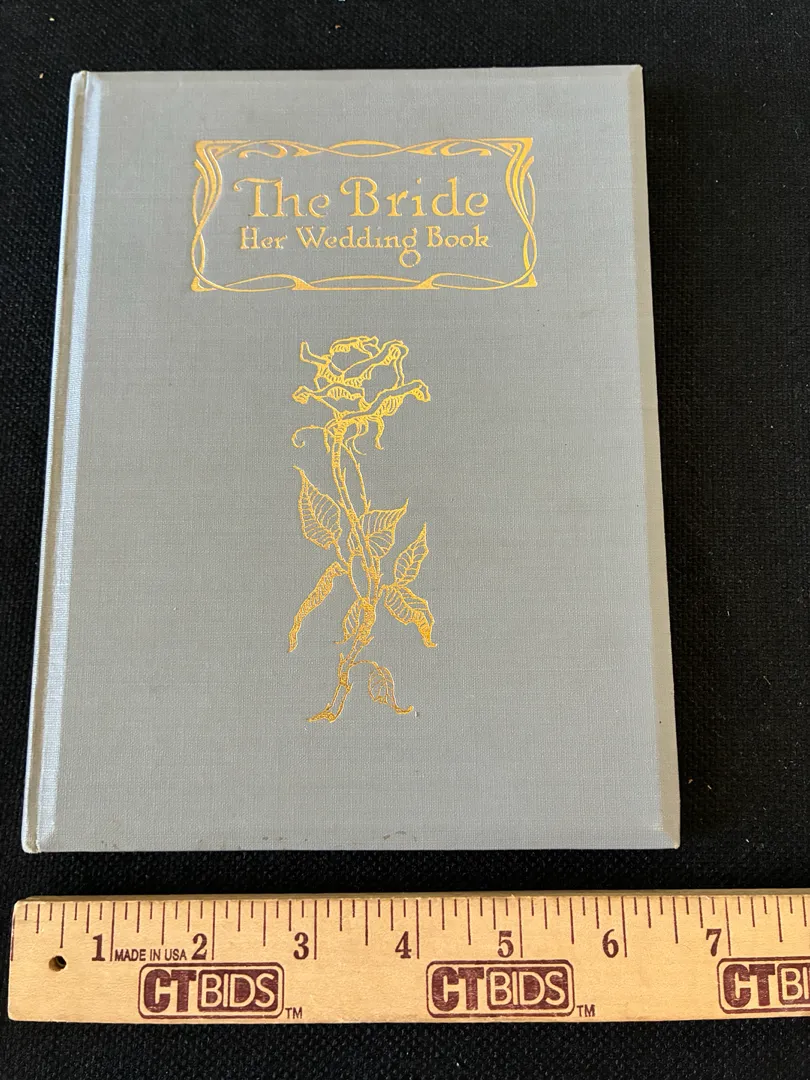 The Bride
Her Wedding Book
1 MADE IN USA 2 3 4 5 6 7
CTBIDS TM CTBIDS TM CTBI